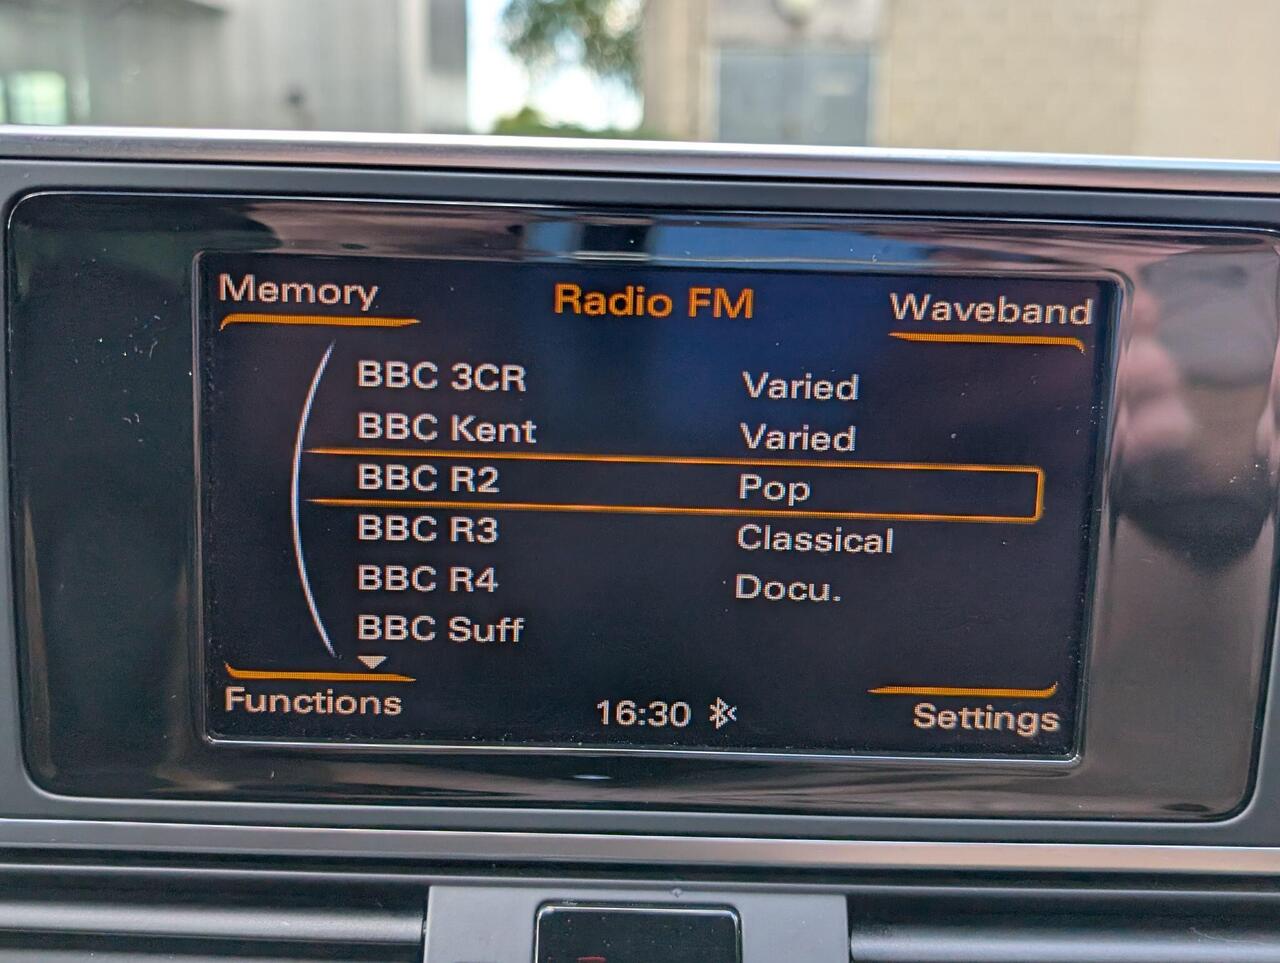 Memory
Radio FM
Waveband
BBC 3CR Varied
BBC Kent Varied
BBC R2 Pop
BBC R3 Classical
BBC R4 Docu.
BBC Suff
Functions
16:30
Settings